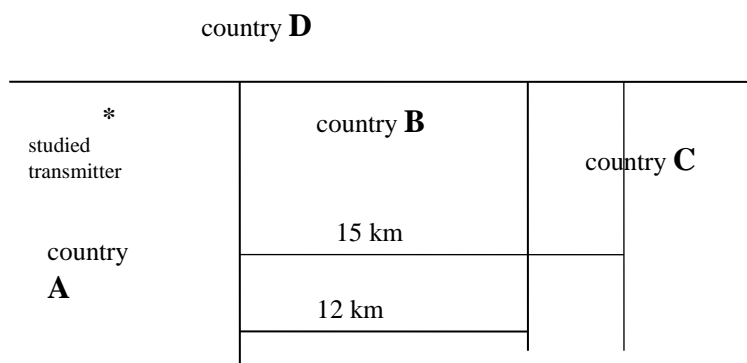 country D
*
studied
transmitter
country B
country C
country
A
15 km
12 km